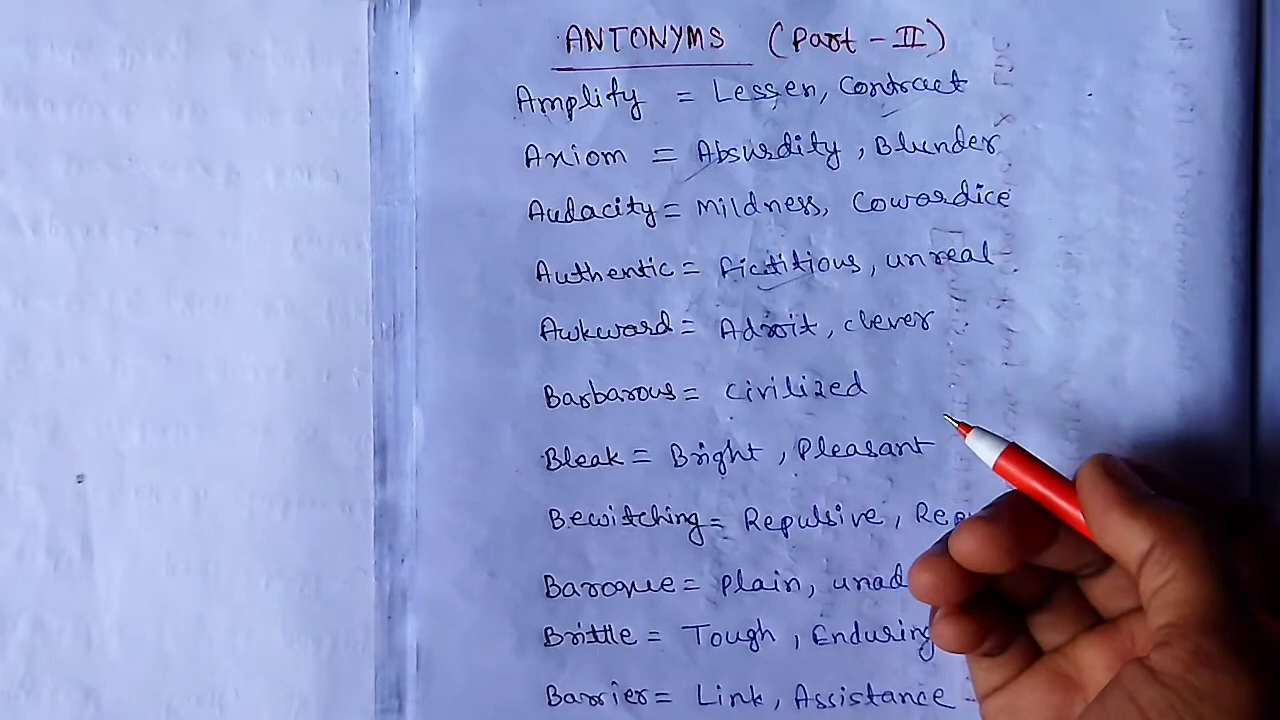 ANTONYMS (Part - II)
Amplify = Lessen, Contract
Axiom = Absurdity, Blunder
Audacity = Mildness, Cowardice
Authentic = Fictitious, unreal
Awkward = Adroit, clever
Barbarous = Civilized
Bleak = Bright, Pleasant
Bewitching = Repulsive,
Baroque = Plain,
Brittle = Tough, Enduring
Barrier = Link, Assistance